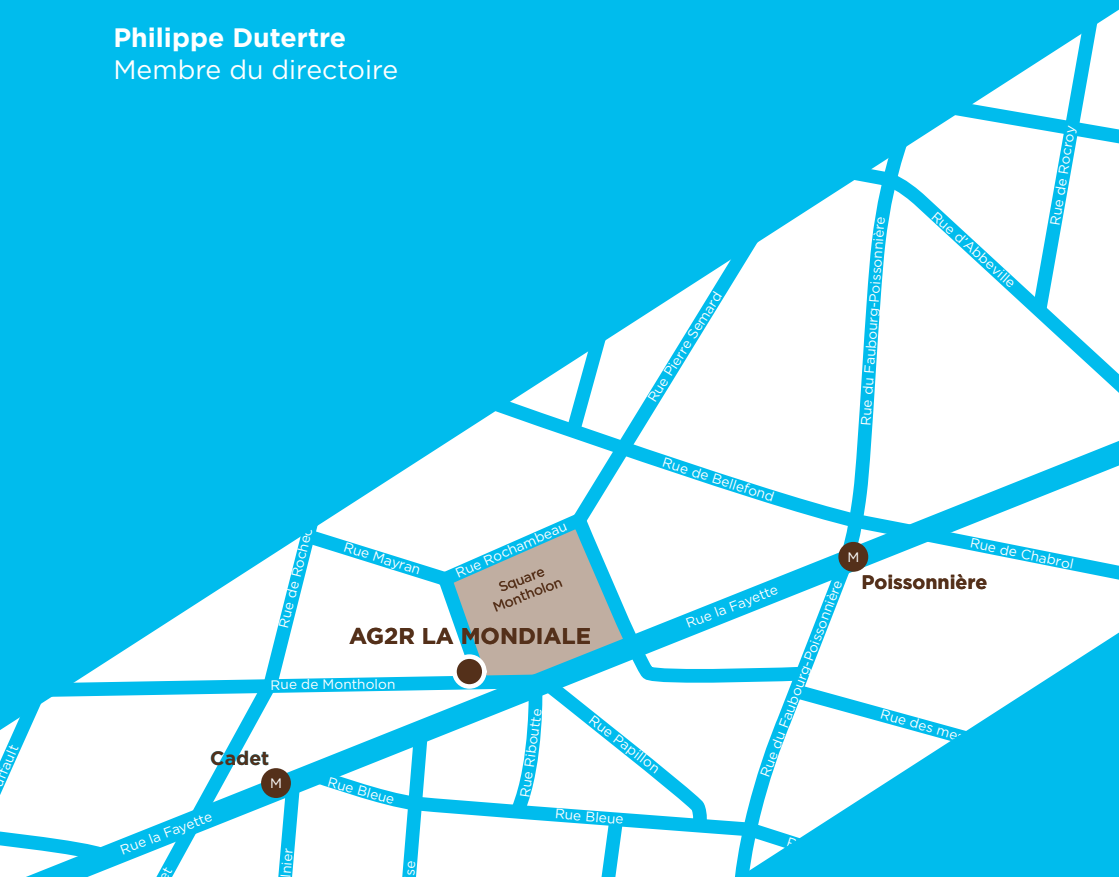 Philippe Dutertre
Membre du directoire
Rue de Rocroy
Rue d'Abbeville
Rue du Faubourg-Poissonnière
Rue Pierre Semard
Rue de Bellefond
Rue de Chabrol
Rue Rochambeau
Rue Mayran
Square
Montholon
M
Poissonnière
Rue la Fayette
AG2R LA MONDIALE
Rue de Montholon
Rue du Faubourg-Poissonnière
Rue des
Rue Riboutte
Rue Papillon
Cadet
M
Rue Bleue
Rue Bleue
Rue la Fayette
Rue de